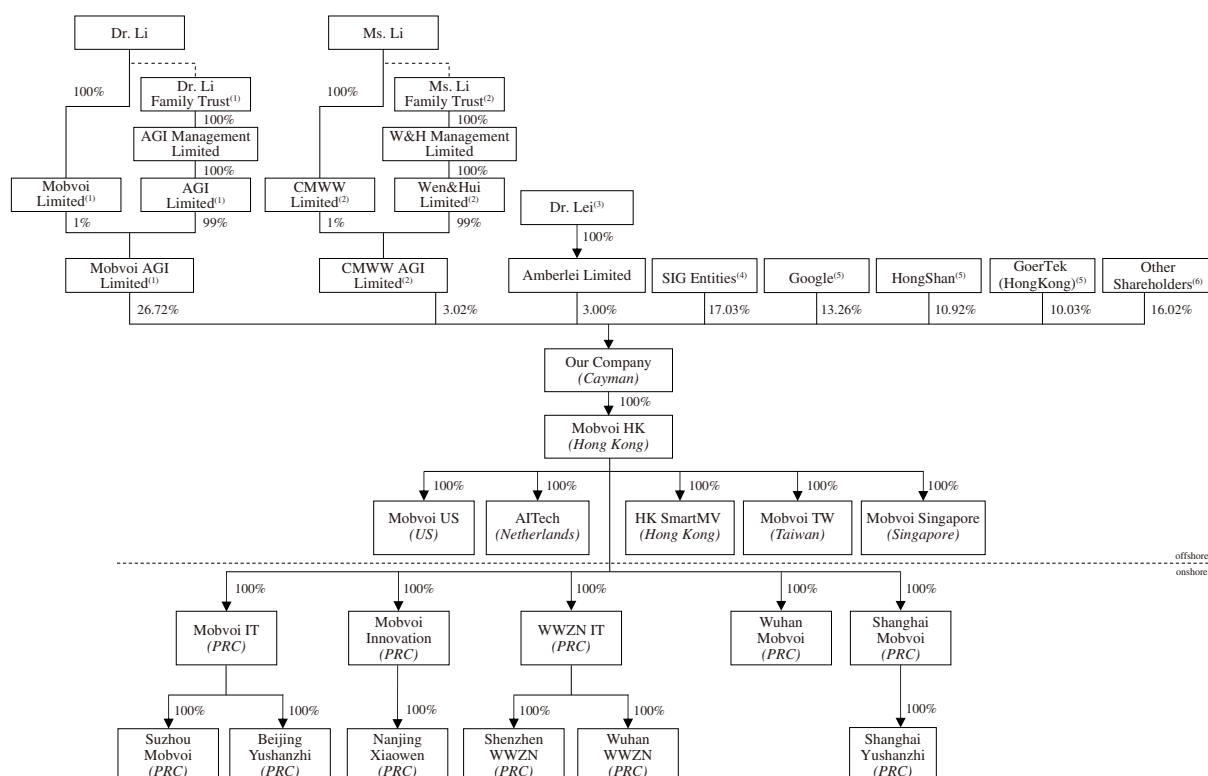 Dr. Li
Ms. Li
100%
Dr. Li
Family Trust(1)
100%
Ms. Li
Family Trust(2)
100%
100%
AGI Management
Limited
W&H Management
Limited
100%
100%
Mobvoi
Limited(1)
AGI
Limited(1)
CMWW
Limited(2)
Wen&Hui
Limited(2)
Dr. Lei(3)
1%
99%
1%
99%
100%
Mobvoi AGI
Limited(1)
CMWW AGI
Limited(2)
Amberlei Limited
SIG Entities(4)
Google(5)
HongShan(5)
GoerTek
(HongKong)(5)
Other
Shareholders(6)
26.72%
3.02%
3.00%
17.03%
13.26%
10.92%
10.03%
16.02%
Our Company
(Cayman)
100%
Mobvoi HK
(Hong Kong)
100%
100%
100%
100%
100%
Mobvoi US
(US)
AITech
(Netherlands)
HK SmartMV
(Hong Kong)
Mobvoi TW
(Taiwan)
Mobvoi Singapore
(Singapore)
offshore
onshore
100%
100%
100%
100%
100%
Mobvoi IT
(PRC)
Mobvoi
Innovation
(PRC)
WWZN IT
(PRC)
Wuhan
Mobvoi
(PRC)
Shanghai
Mobvoi
(PRC)
100%
100%
100%
100%
100%
100%
Suzhou
Mobvoi
(PRC)
Beijing
Yushanzhi
(PRC)
Nanjing
Xiaowen
(PRC)
Shenzhen
WWZN
(PRC)
Wuhan
WWZN
(PRC)
Shanghai
Yushanzhi
(PRC)